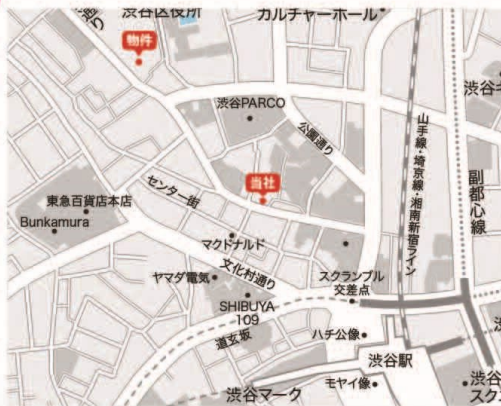 渋谷区役所
カルチャーホール
物件
渋谷PARCO
公園通り
山手線・埼京線・湘南新宿ライン
副都心線
当社
センター街
東急百貨店本店
Bunkamura
マクドナルド
文化村通り
ヤマダ電気
SHIBUYA
109
スクランブル
交差点
道玄坂
ハチ公像
渋谷駅
渋谷マーク
モヤイ像
渋谷
スク